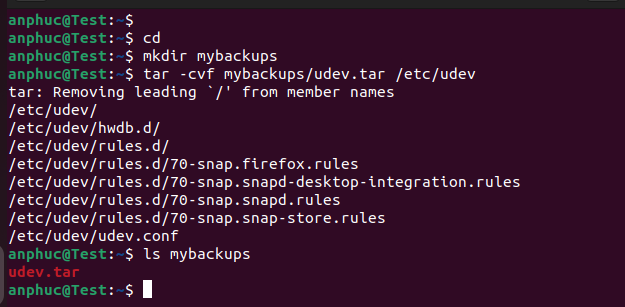 anphuc@Test:~$
anphuc@Test:~$ cd
anphuc@Test:~$ mkdir mybackups
anphuc@Test:~$ tar -cvf mybackups/udev.tar /etc/udev
tar: Removing leading `/' from member names
/etc/udev/
/etc/udev/hwdb.d/
/etc/udev/rules.d/
/etc/udev/rules.d/70-snap.firefox.rules
/etc/udev/rules.d/70-snap.snapd-desktop-integration.rules
/etc/udev/rules.d/70-snap.snapd.rules
/etc/udev/rules.d/70-snap.snap-store.rules
/etc/udev/udev.conf
anphuc@Test:~$ ls mybackups
udev.tar
anphuc@Test:~$